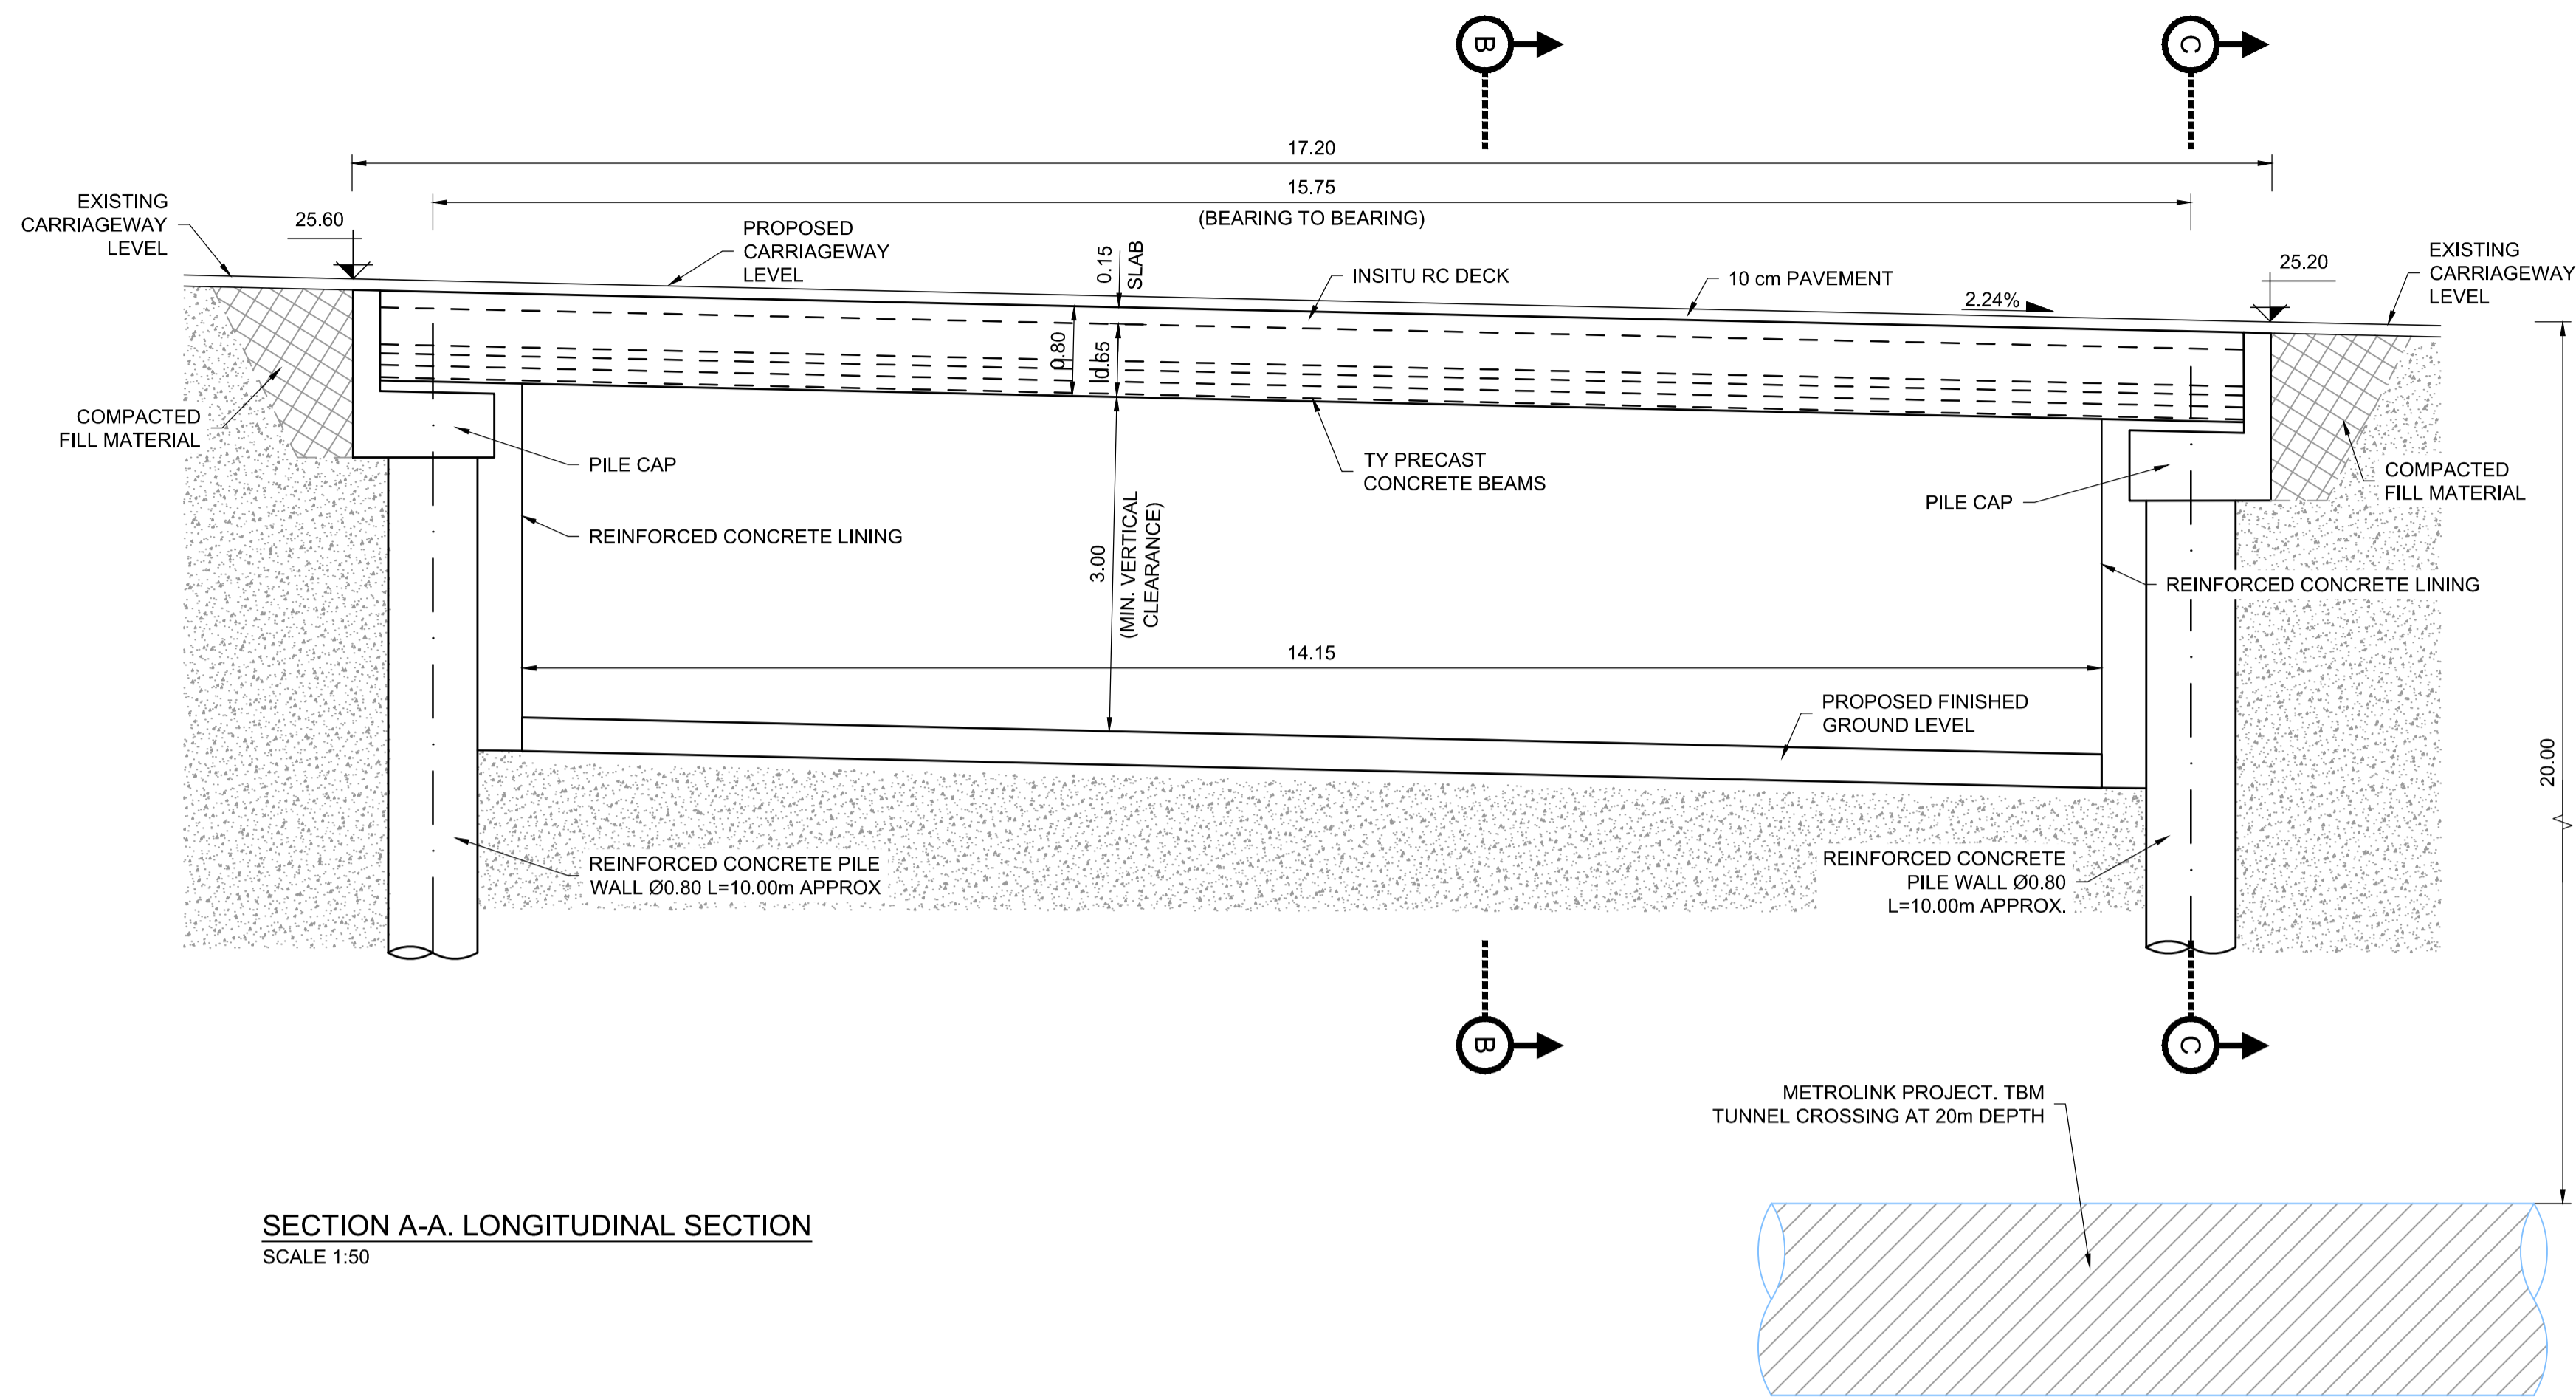 B
C
17.20
15.75
(BEARING TO BEARING)
EXISTING
CARRIAGEWAY
LEVEL
25.60
PROPOSED
CARRIAGEWAY
LEVEL
0.15
SLAB
INSITU RC DECK
10 cm PAVEMENT
2.24%
25.20
EXISTING
CARRIAGEWAY
LEVEL
0.80
0.65
COMPACTED
FILL MATERIAL
PILE CAP
TY PRECAST
CONCRETE BEAMS
PILE CAP
COMPACTED
FILL MATERIAL
REINFORCED CONCRETE LINING
3.00
(MIN. VERTICAL
CLEARANCE)
REINFORCED CONCRETE LINING
14.15
PROPOSED FINISHED
GROUND LEVEL
20.00
REINFORCED CONCRETE PILE
WALL Ø0.80 L=10.00m APPROX
REINFORCED CONCRETE
PILE WALL Ø0.80
L=10.00m APPROX.
B
C
METROLINK PROJECT. TBM
TUNNEL CROSSING AT 20m DEPTH
SECTION A-A. LONGITUDINAL SECTION
SCALE 1:50